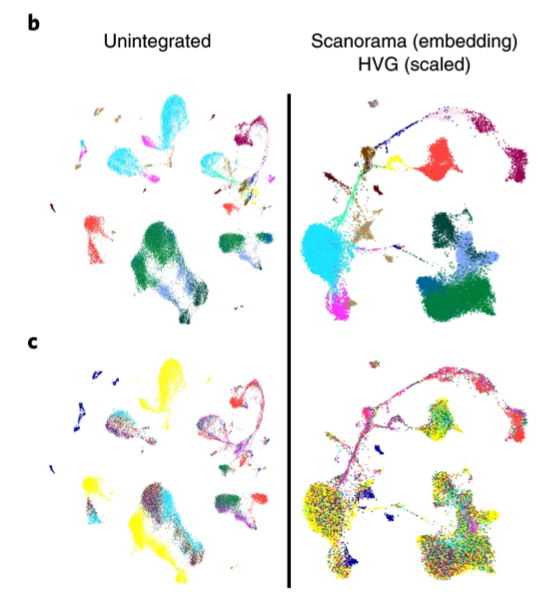 b
Unintegrated
Scanorama (embedding)
HVG (scaled)
c